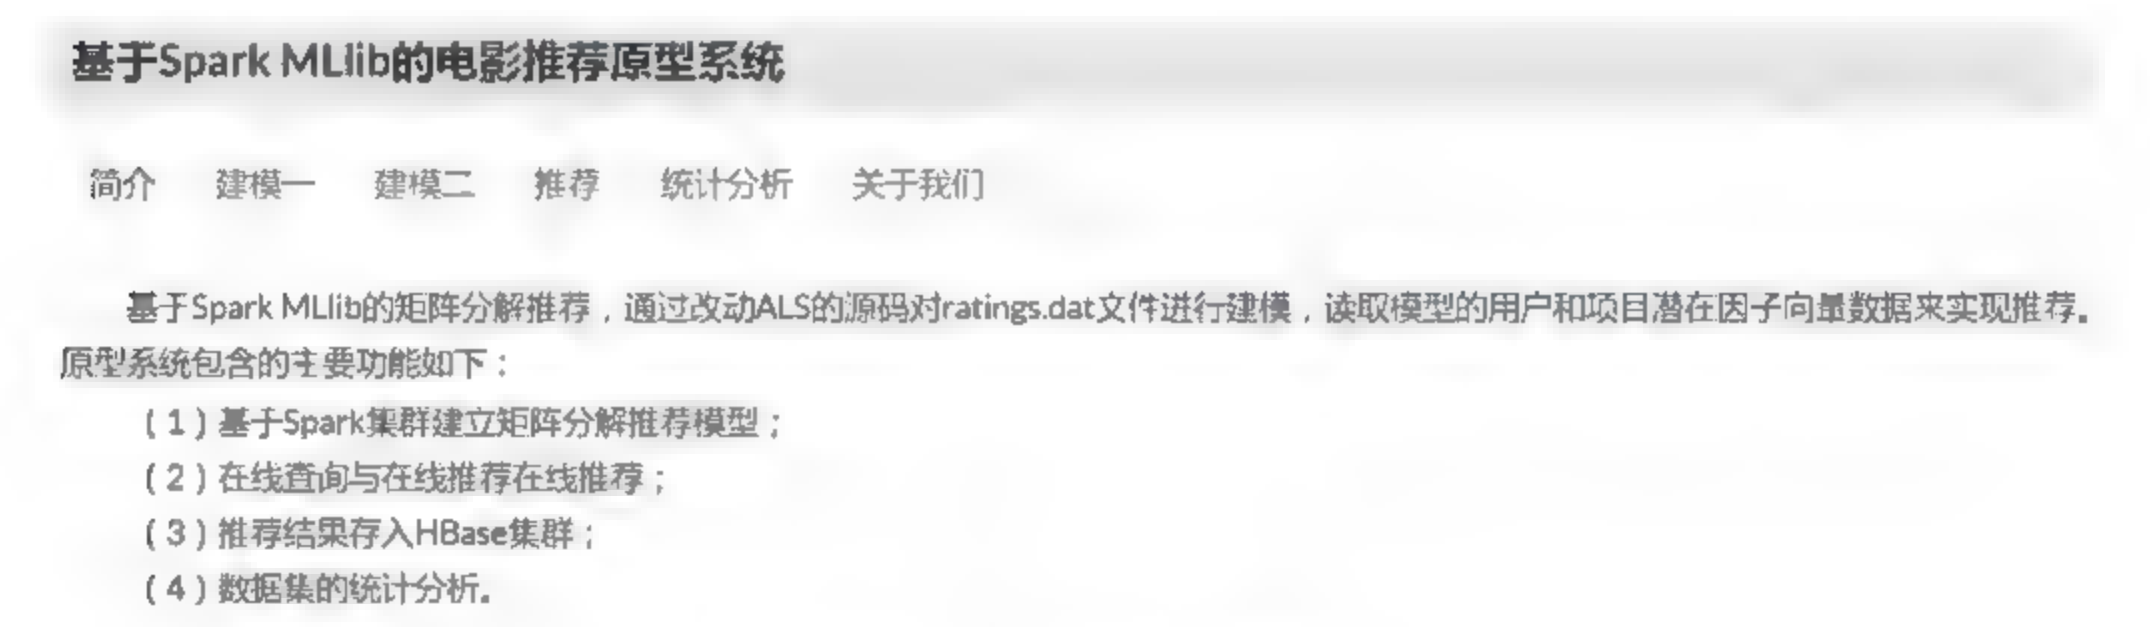 基于Spark MLlib的电影推荐原型系统
简介 建模一 建模二 推荐 统计分析 关于我们
基于Spark MLlib的矩阵分解推荐，通过改动ALS的源码对ratings.dat文件进行建模，读取模型的用户和项目潜在因子向量数据来实现推荐。
原型系统包含的主要功能如下：
（1）基于Spark集群建立矩阵分解推荐模型；
（2）在线查询与在线推荐在线推荐；
（3）推荐结果存入HBase集群；
（4）数据集的统计分析。